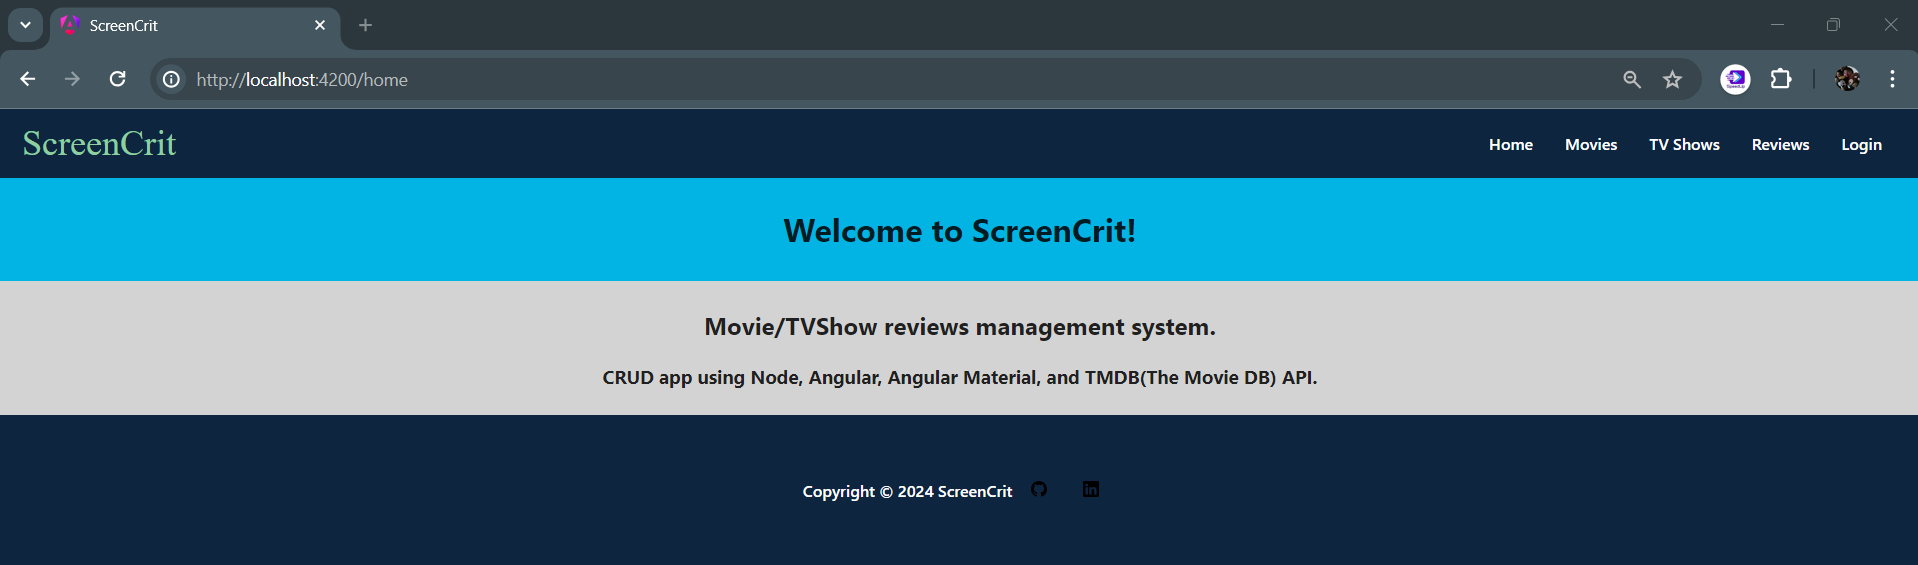 ScreenCrit
http://localhost:4200/home
ScreenCrit
Home Movies TV Shows Reviews Login
Welcome to ScreenCrit!
Movie/TVShow reviews management system.
CRUD app using Node, Angular, Angular Material, and TMDB(The Movie DB) API.
Copyright © 2024 ScreenCrit